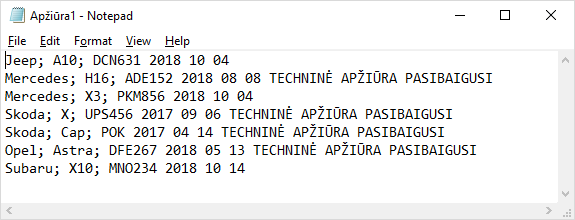 Apžiūra1 - Notepad
File Edit Format View Help
Jeep; A10; DCN631 2018 10 04
Mercedes; H16; ADE152 2018 08 08 TECHNINĖ APŽIŪRA PASIBAIGUSI
Mercedes; X3; PKM856 2018 10 04
Skoda; X; UPS456 2017 09 06 TECHNINĖ APŽIŪRA PASIBAIGUSI
Skoda; Cap; POK 2017 04 14 TECHNINĖ APŽIŪRA PASIBAIGUSI
Opel; Astra; DFE267 2018 05 13 TECHNINĖ APŽIŪRA PASIBAIGUSI
Subaru; X10; MNO234 2018 10 14